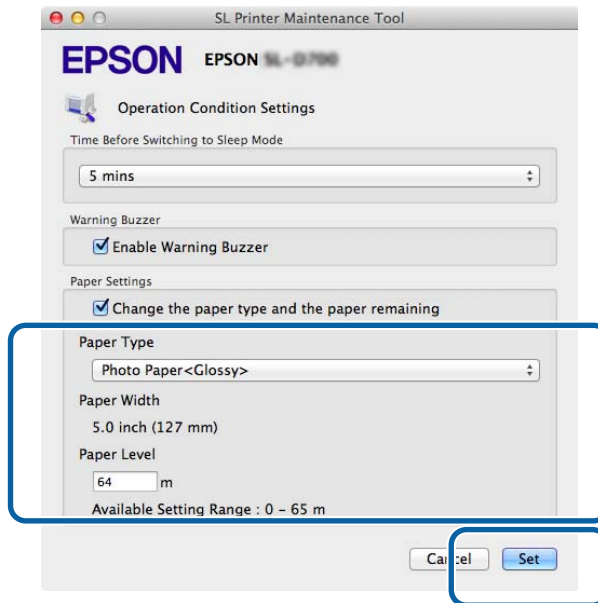 SL Printer Maintenance Tool
EPSON EPSON
Operation Condition Settings
Time Before Switching to Sleep Mode
5 mins
Warning Buzzer
Enable Warning Buzzer
Paper Settings
Change the paper type and the paper remaining
Paper Type
Photo Paper<Glossy>
Paper Width
5.0 inch (127 mm)
Paper Level
64 m
Available Setting Range : 0 – 65 m
Cancel Set